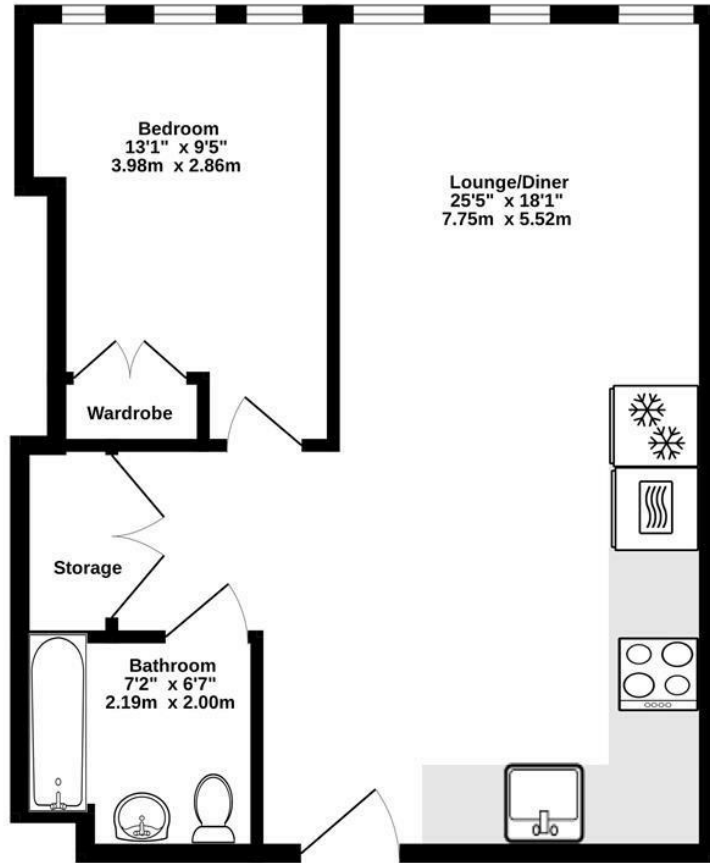 Bedroom
13'1" x 9'5"
3.98m x 2.86m
Lounge/Diner
25'5" x 18'1"
7.75m x 5.52m
Wardrobe
Storage
Bathroom
7'2" x 6'7"
2.19m x 2.00m